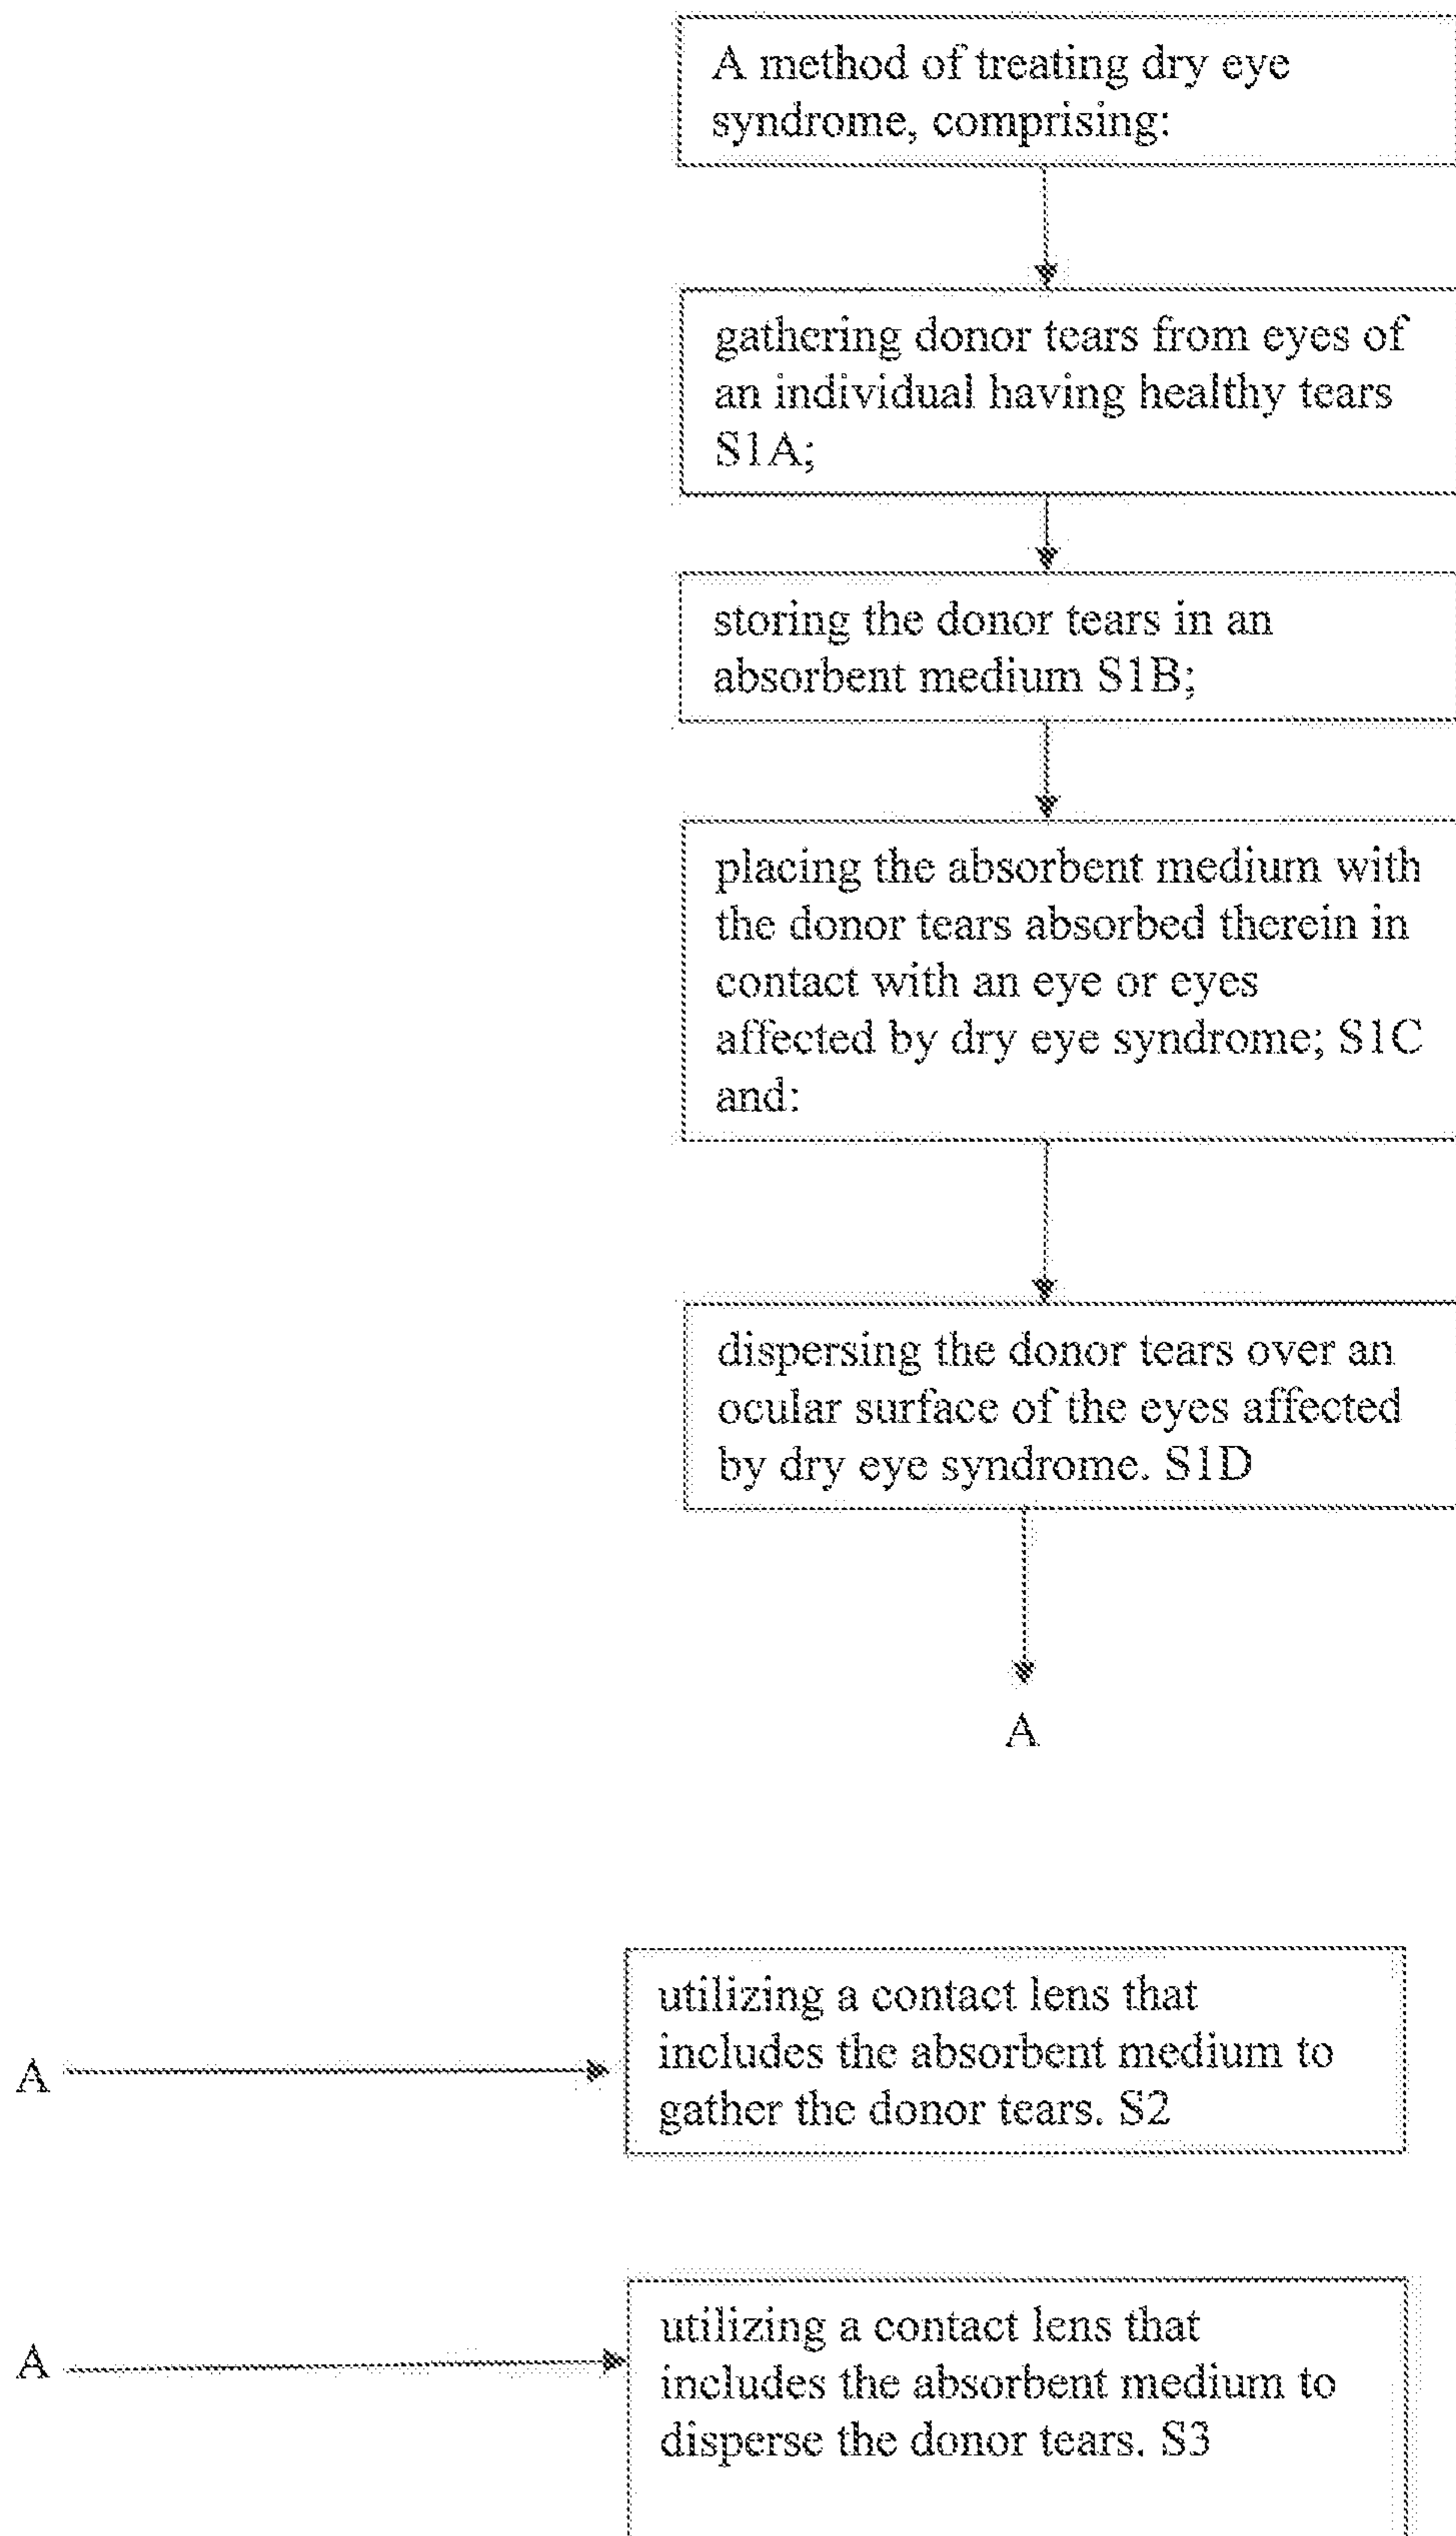 A method of treating dry eye
syndrome, comprising:
gathering donor tears from eyes of
an individual having healthy tears
S1A;
storing the donor tears in an
absorbent medium S1B;
placing the absorbent medium with
the donor tears absorbed therein in
contact with an eye or eyes
affected by dry eye syndrome; S1C
and:
dispersing the donor tears over an
ocular surface of the eyes affected
by dry eye syndrome. S1D
A
utilizing a contact lens that
includes the absorbent medium to
gather the donor tears. S2
A
utilizing a contact lens that
includes the absorbent medium to
disperse the donor tears. S3
A